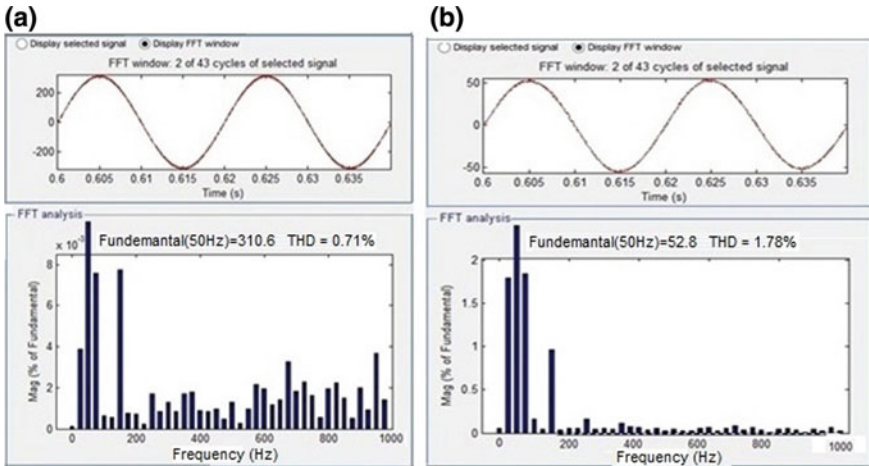 (a)
Display selected signal Display FFT window
FFT window: 2 of 43 cycles of selected signal
200
0
-200
0.6 0.605 0.61 0.615 0.62 0.625 0.63 0.635
Time (s)
FFT analysis
Fundemantal(50Hz)=310.6 THD = 0.71%
8
6
4
2
0
Mag (% of Fundamental)
0 200 400 600 800 1000
Frequency (Hz)
(b)
Display selected signal Display FFT window
FFT window: 2 of 43 cycles of selected signal
50
0
-50
0.6 0.605 0.61 0.615 0.62 0.625 0.63 0.635
Time (s)
FFT analysis
Fundemantal(50Hz)=52.8 THD = 1.78%
2
1.5
1
0.5
0
Mag (% of Fundamental)
0 200 400 600 800 1000
Frequency (Hz)